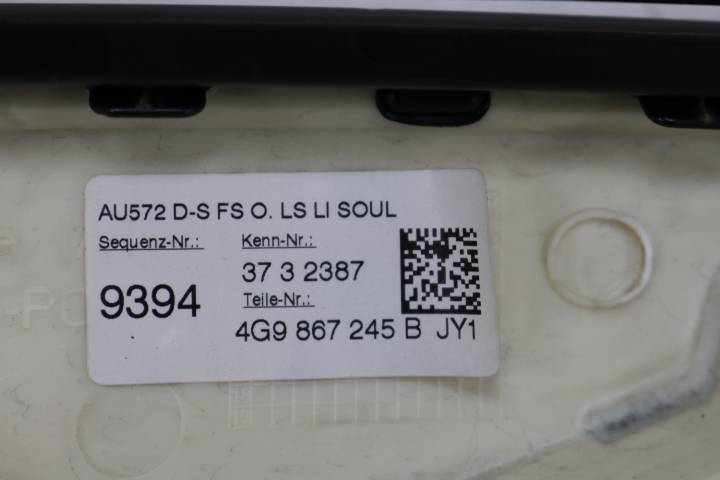 AU572 D-S FS O. LS LI SOUL
Sequenz-Nr.: Kenn-Nr.:
37 3 2387
9394 Teile-Nr.:
4G9 867 245 B JY1